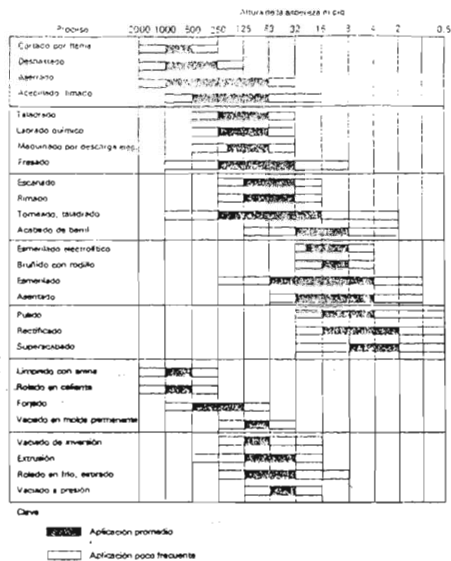 Altura de la aspereza
Proceso 2000 1000 500 250 125 63 32 16 8 4 2 0.5
Cortado por flama
Desbastado
Aserrado
Acepillado, limado
Taladrado
Labrado químico
Maquinado por descarga elec.
Fresado
Escariado
Rimado
Torneado, taladrado
Acabado de barril
Esmerilado electrolítico
Bruñido con rodillo
Esmerilado
Asentado
Pulido
Rectificado
Superacabado
Limpiado con arena
Rolado en caliente
Forjado
Vaciado en molde permanente
Vaciado de inversión
Extrusión
Rolado en frío, estirado
Vaciado a presión
Clave
Aplicación promedio
Aplicación poco frecuente